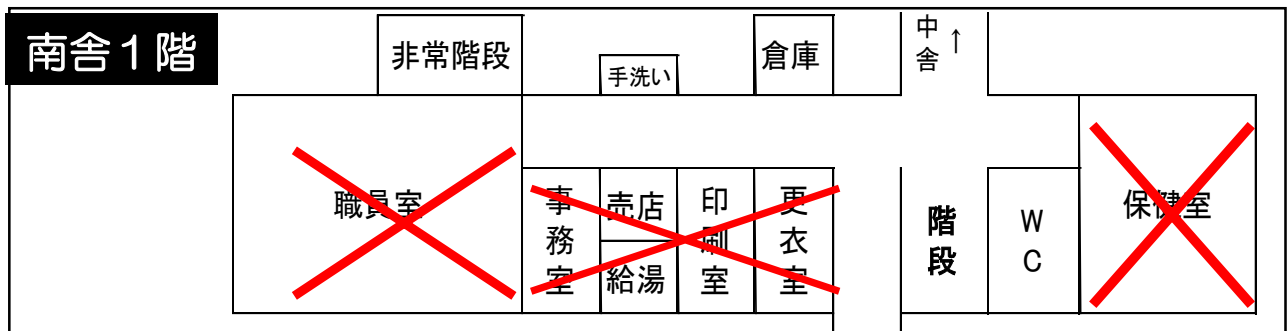 南舎１階
非常階段
手洗い
倉庫
中舎↑
職員室
事務室
売店
給湯
印刷室
更衣室
階段
ＷＣ
保健室